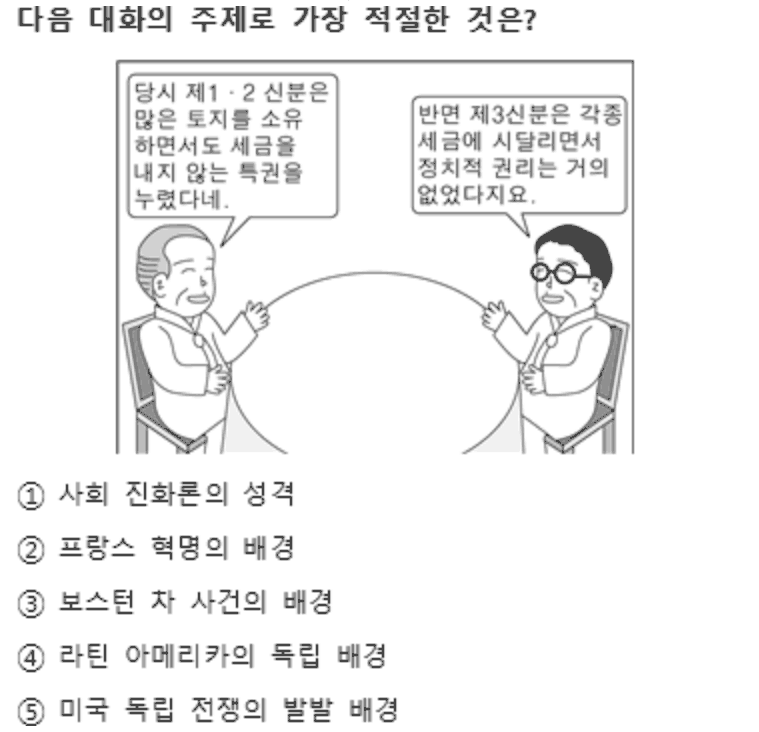 다음 대화의 주제로 가장 적절한 것은?
당시 제1·2 신분은
많은 토지를 소유
하면서도 세금을
내지 않는 특권을
누렸다네.
반면 제3신분은 각종
세금에 시달리면서
정치적 권리는 거의
없었다지요.
① 사회 진화론의 성격
② 프랑스 혁명의 배경
③ 보스턴 차 사건의 배경
④ 라틴 아메리카의 독립 배경
⑤ 미국 독립 전쟁의 발발 배경